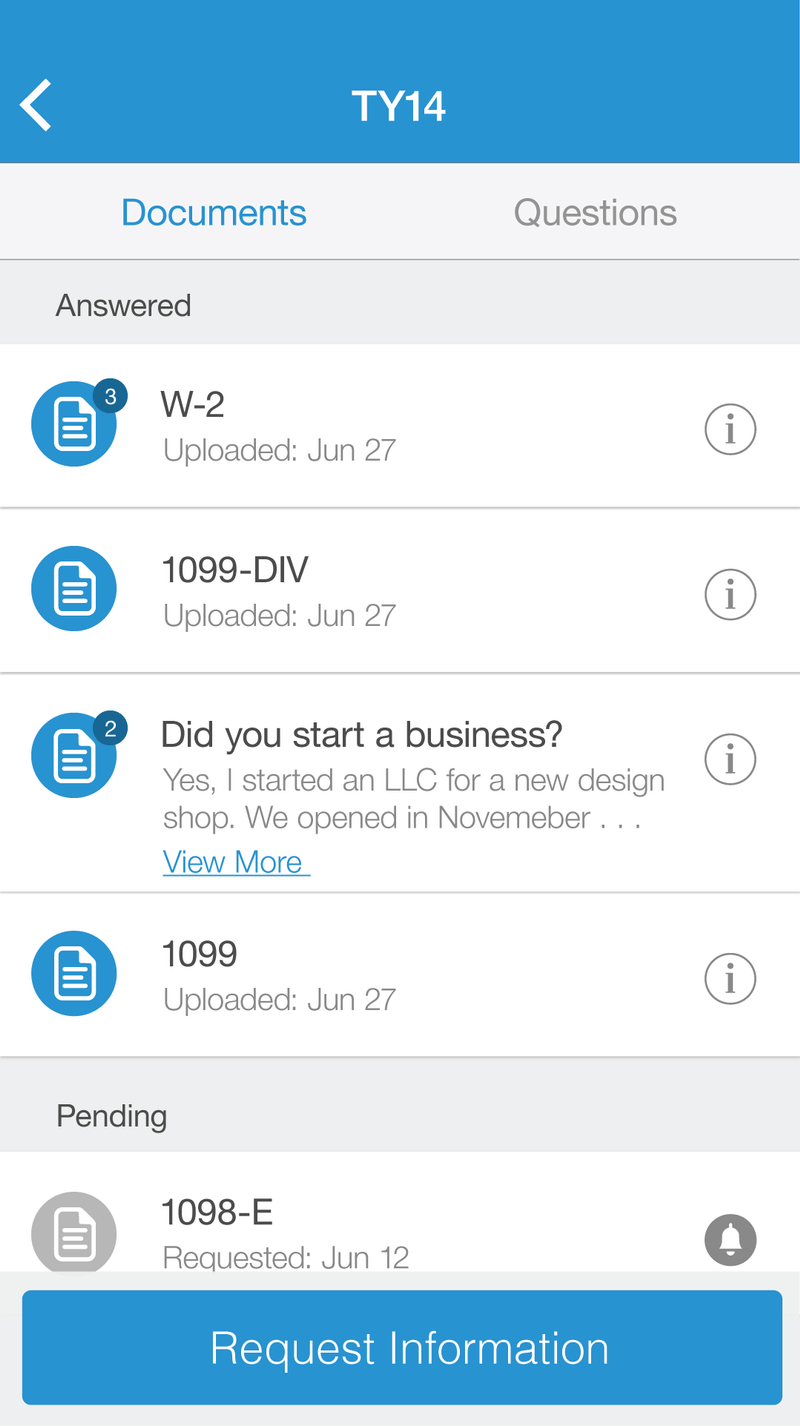 TY14
Documents
Questions
Answered
3
W-2
Uploaded: Jun 27
i
1099-DIV
Uploaded: Jun 27
i
2
Did you start a business?
Yes, I started an LLC for a new design
shop. We opened in Novemeber . . .
View More
i
1099
Uploaded: Jun 27
i
Pending
1098-E
Requested: Jun 12
Request Information